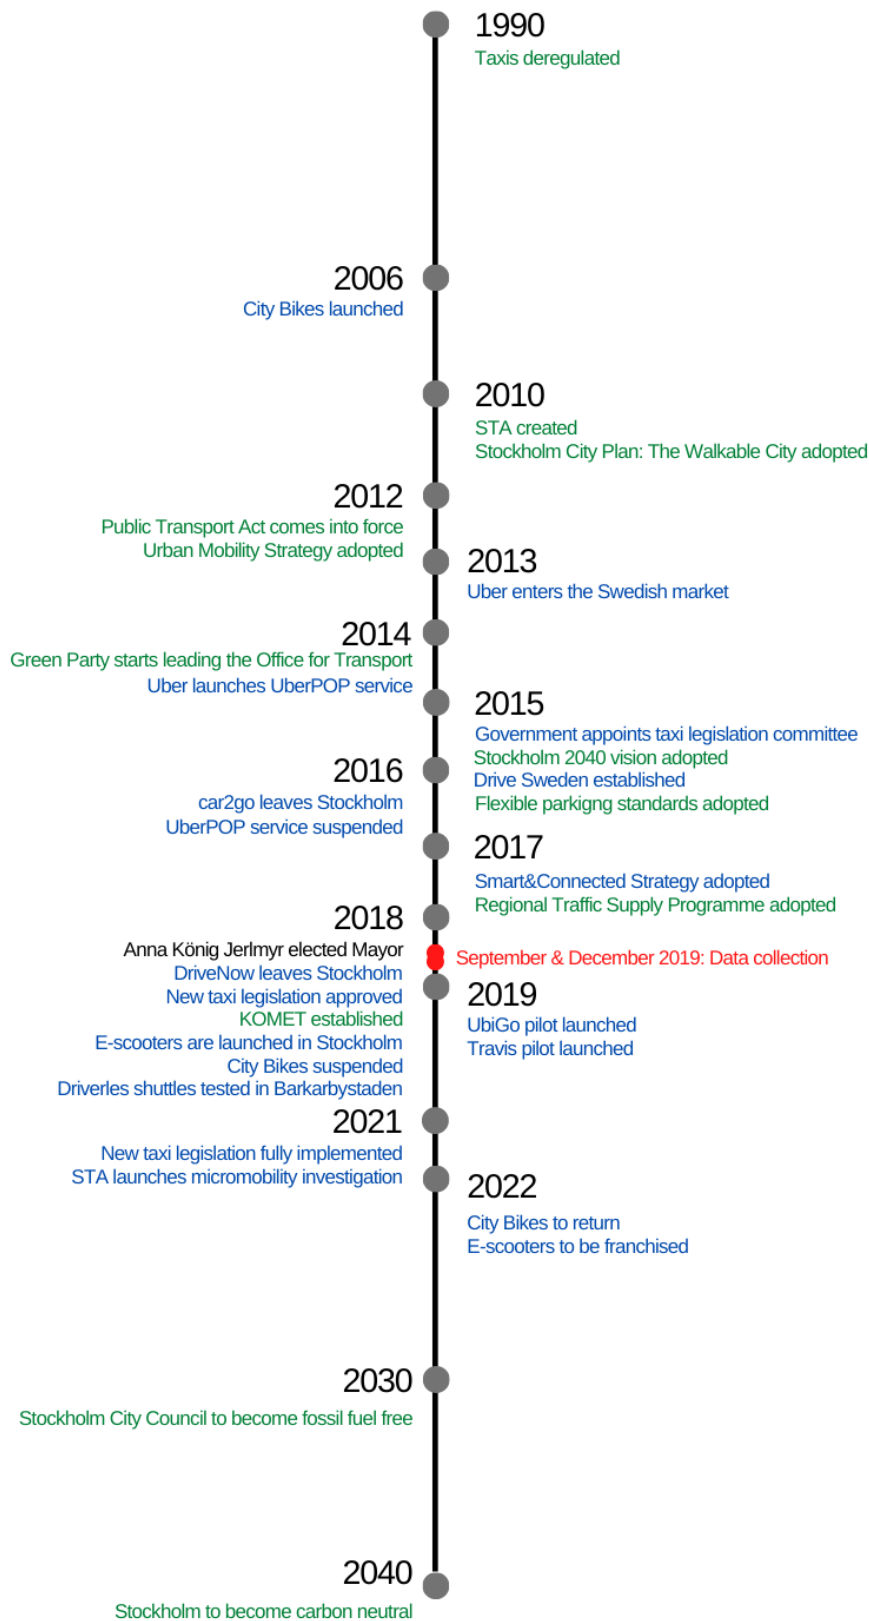 1990
Taxis deregulated
2006
City Bikes launched
2010
STA created
Stockholm City Plan: The Walkable City adopted
2012
Public Transport Act comes into force
Urban Mobility Strategy adopted
2013
Uber enters the Swedish market
2014
Green Party starts leading the Office for Transport
Uber launches UberPOP service
2015
Government appoints taxi legislation committee
Stockholm 2040 vision adopted
Drive Sweden established
Flexible parkigng standards adopted
2016
car2go leaves Stockholm
UberPOP service suspended
2017
Smart&Connected Strategy adopted
Regional Traffic Supply Programme adopted
2018
Anna König Jerlmyr elected Mayor
DriveNow leaves Stockholm
New taxi legislation approved
KOMET established
E-scooters are launched in Stockholm
City Bikes suspended
Driverles shuttles tested in Barkarbystaden
September & December 2019: Data collection
2019
UbiGo pilot launched
Travis pilot launched
2021
New taxi legislation fully implemented
STA launches micromobility investigation
2022
City Bikes to return
E-scooters to be franchised
2030
Stockholm City Council to become fossil fuel free
2040
Stockholm to become carbon neutral